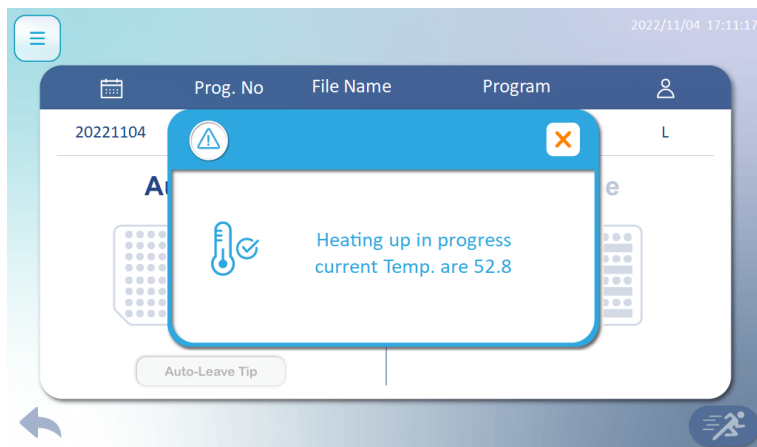 2022/11/04 17:11:17
Prog. No File Name Program
20221104 L
Heating up in progress
current Temp. are 52.8
Auto-Leave Tip